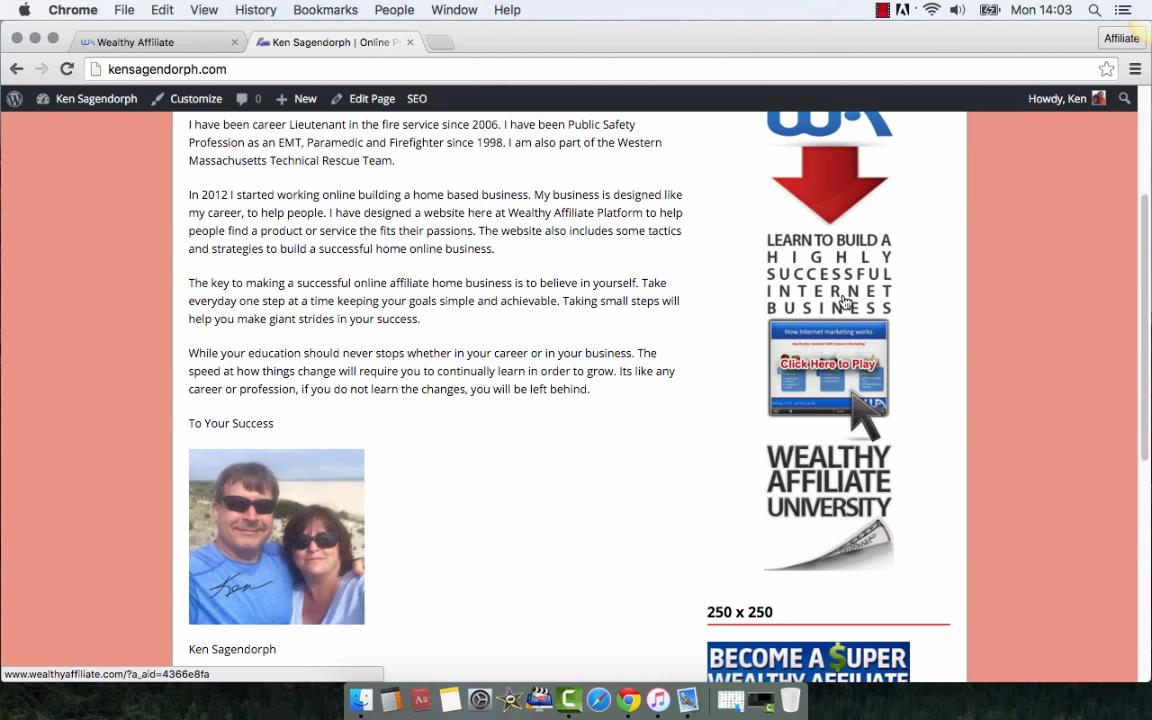 Chrome File Edit View History Bookmarks People Window Help Mon 14:03
Wealthy Affiliate × Ken Sagendorph | Online P × Affiliate
kensagendorph.com
Ken Sagendorph Customize 0 New Edit Page SEO Howdy, Ken
I have been career Lieutenant in the fire service since 2006. I have been Public Safety
Profession as an EMT, Paramedic and Firefighter since 1998. I am also part of the Western
Massachusetts Technical Rescue Team.
In 2012 I started working online building a home based business. My business is designed like
my career, to help people. I have designed a website here at Wealthy Affiliate Platform to help
people find a product or service the fits their passions. The website also includes some tactics
and strategies to build a successful home online business.
The key to making a successful online affiliate home business is to believe in yourself. Take
everyday one step at a time keeping your goals simple and achievable. Taking small steps will
help you make giant strides in your success.
While your education should never stops whether in your career or in your business. The
speed at how things change will require you to continually learn in order to grow. Its like any
career or profession, if you do not learn the changes, you will be left behind.
To Your Success
Ken
Ken Sagendorph
WA
LEARN TO BUILD A
HIGHLY
SUCCESSFUL
INTERNET
BUSINESS
How Internet marketing works
Click Here to Play
WEALTHY
AFFILIATE
UNIVERSITY
250 x 250
BECOME A $UPER
WEALTHY AFFILIATE
www.wealthyaffiliate.com/?a_aid=4366e8fa